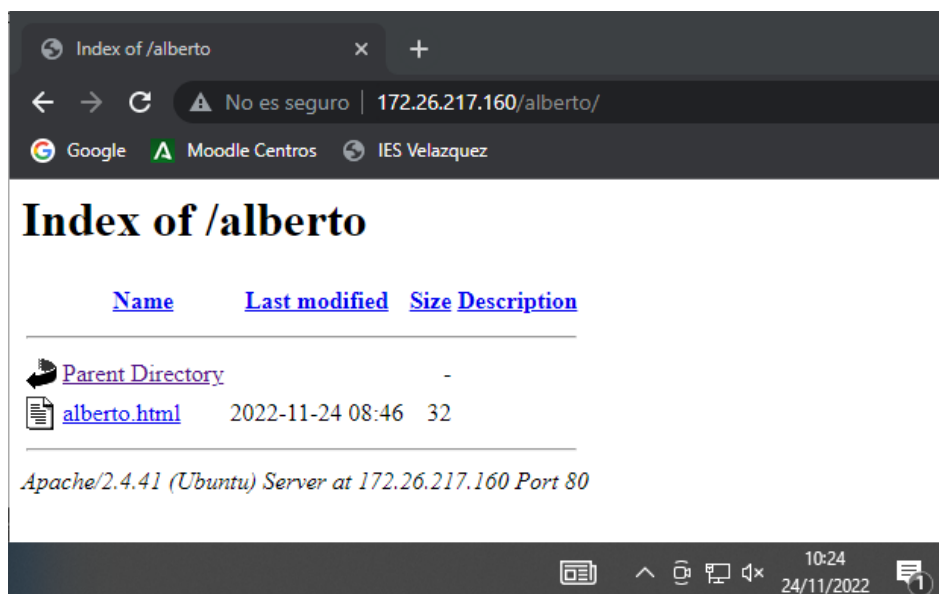 Index of /alberto
No es seguro | 172.26.217.160/alberto/
Google Moodle Centros IES Velazquez
Index of /alberto
Name Last modified Size Description
Parent Directory -
alberto.html 2022-11-24 08:46 32
Apache/2.4.41 (Ubuntu) Server at 172.26.217.160 Port 80
10:24
24/11/2022
1